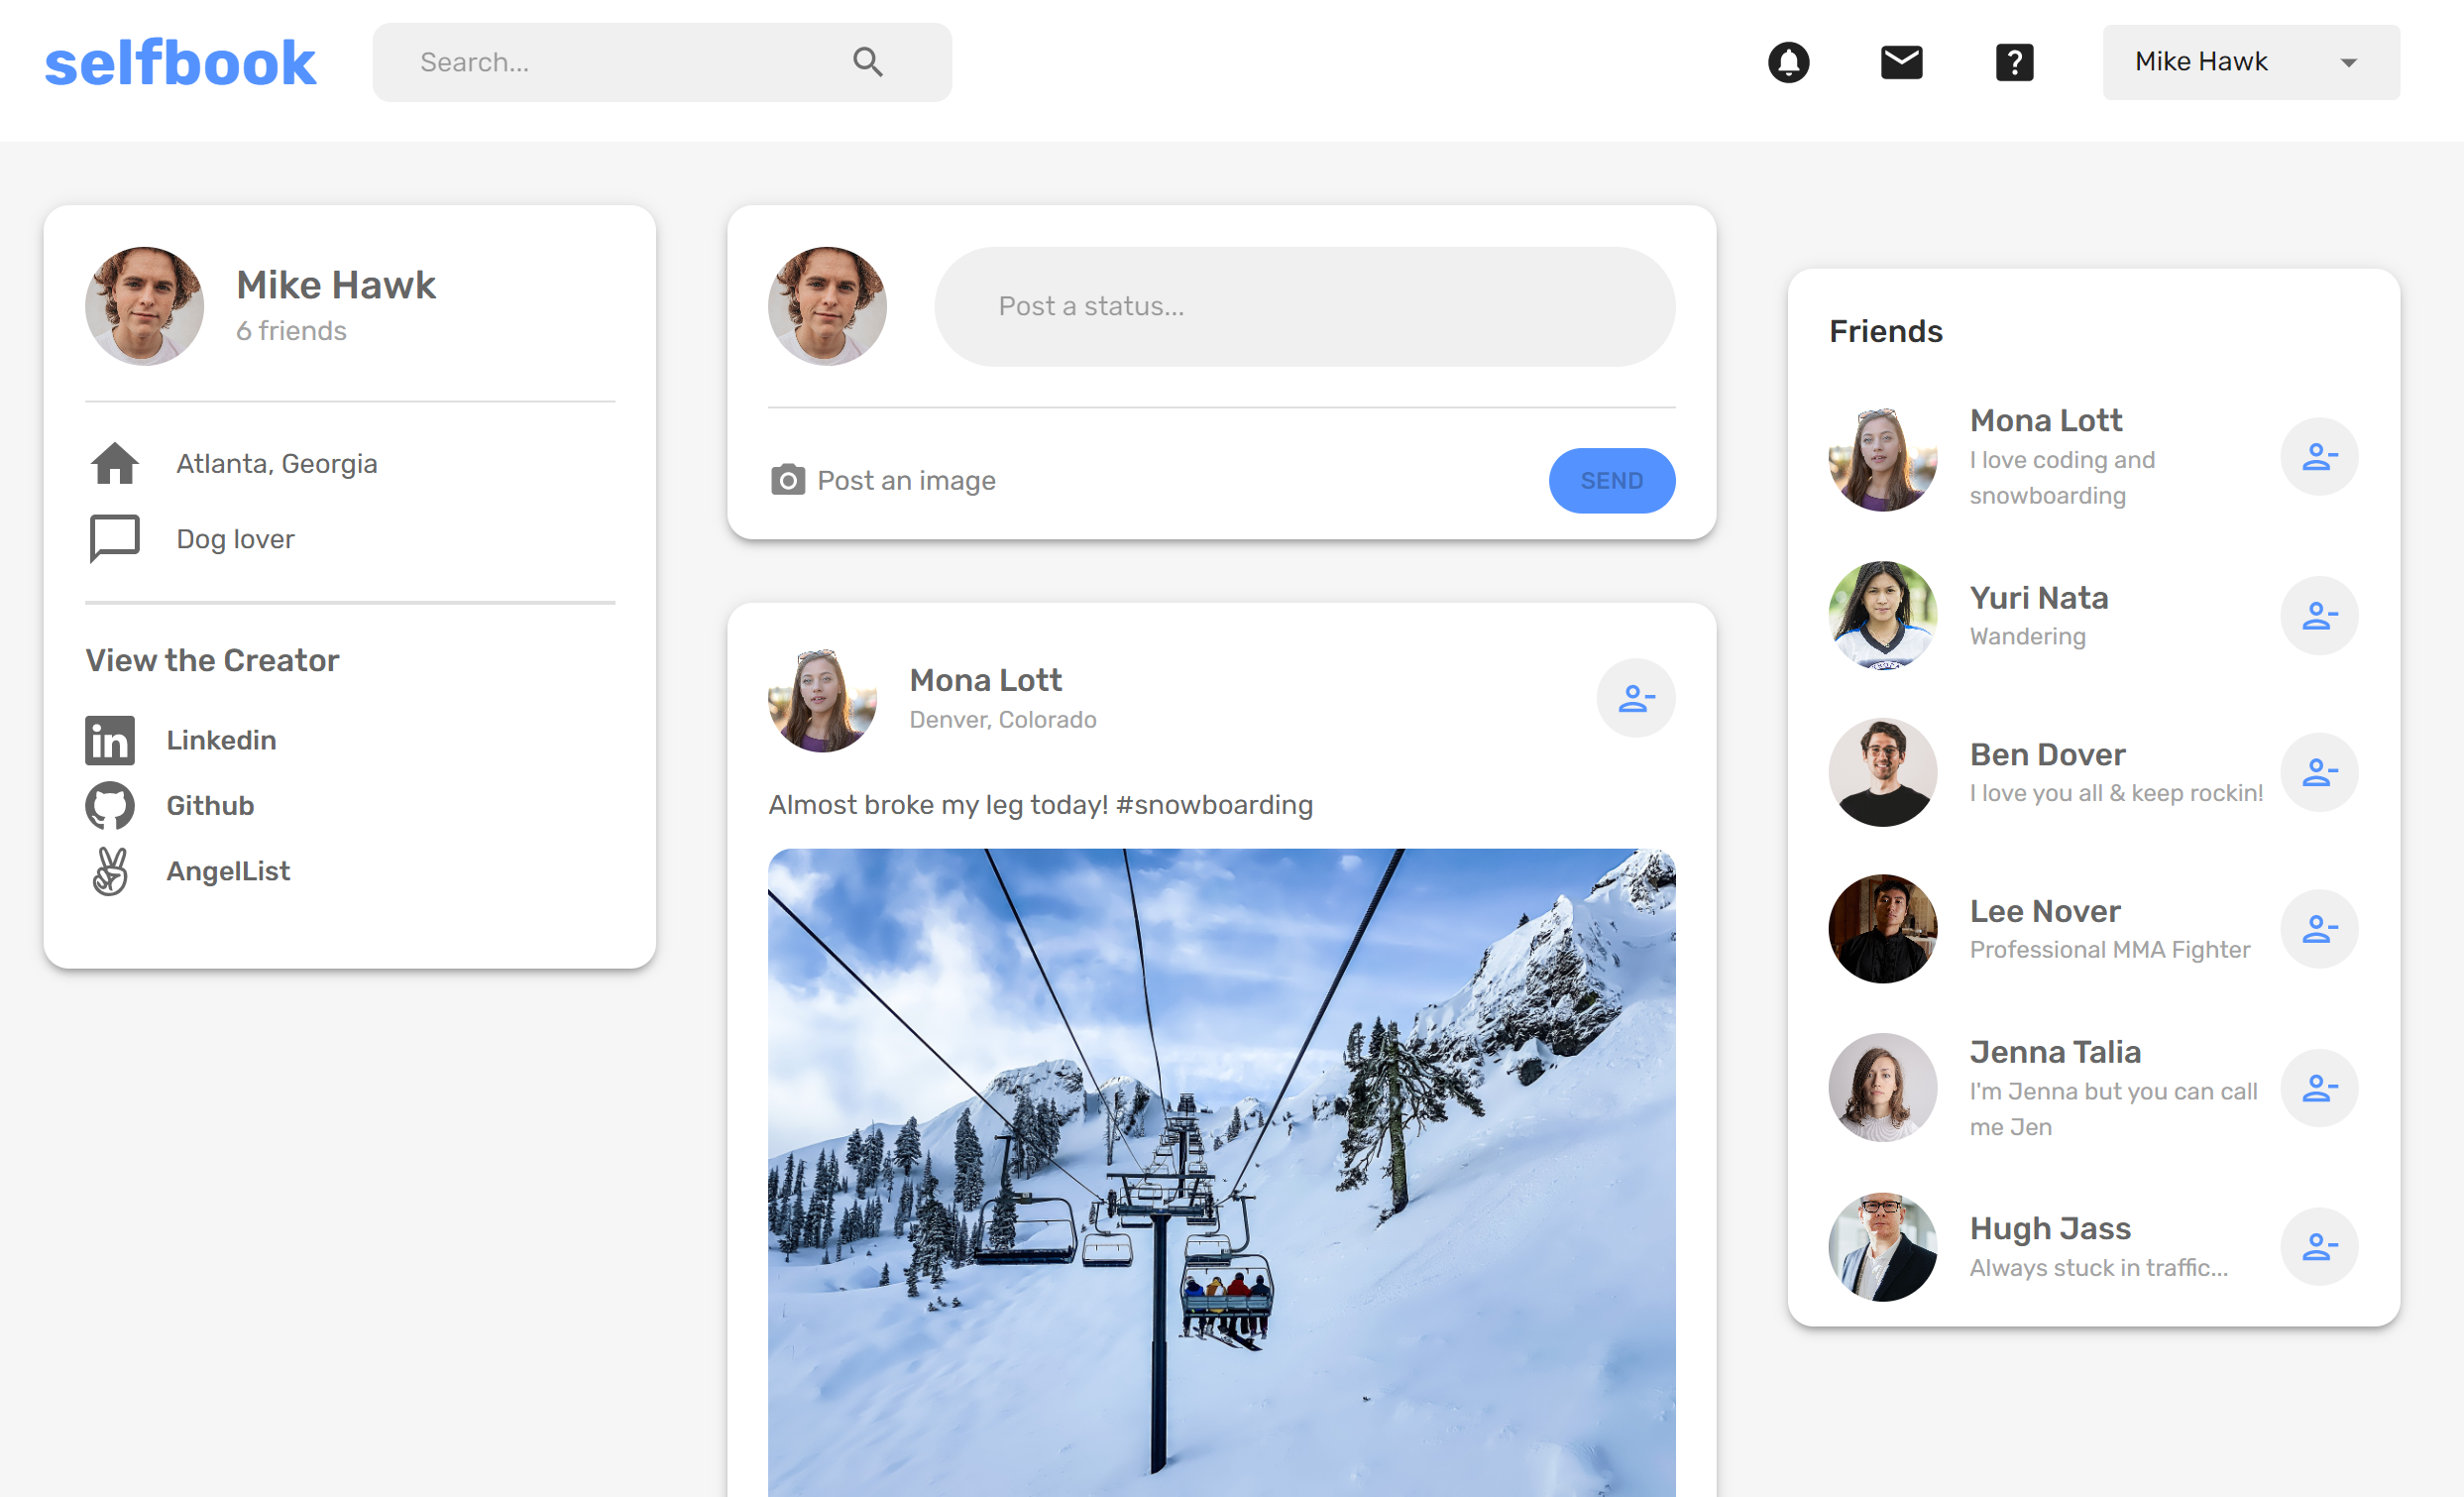 selfbook
Search...
Mike Hawk
Mike Hawk
6 friends
Atlanta, Georgia
Dog lover
View the Creator
Linkedin
Github
AngelList
Post a status...
Post an image
SEND
Mona Lott
Denver, Colorado
Almost broke my leg today! #snowboarding
Friends
Mona Lott
I love coding and
snowboarding
Yuri Nata
Wandering
Ben Dover
I love you all & keep rockin!
Lee Nover
Professional MMA Fighter
Jenna Talia
I'm Jenna but you can call
me Jen
Hugh Jass
Always stuck in traffic...